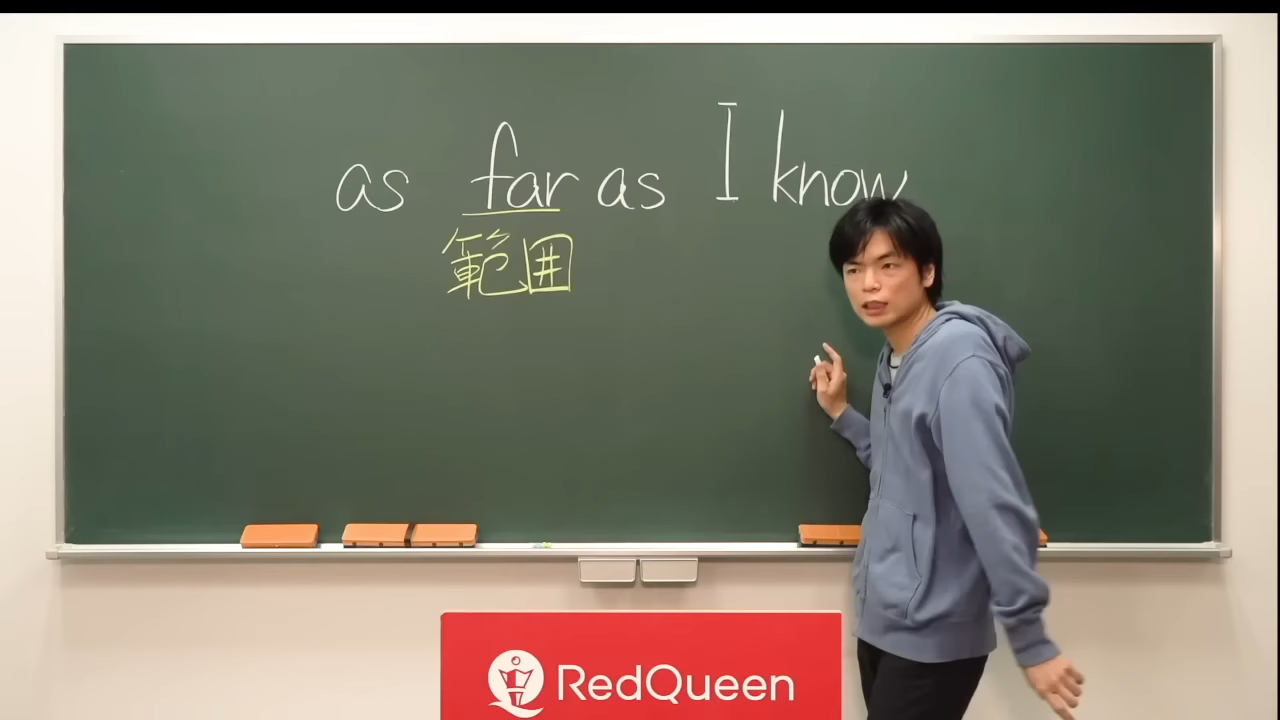 as far as I know
範囲
RedQueen